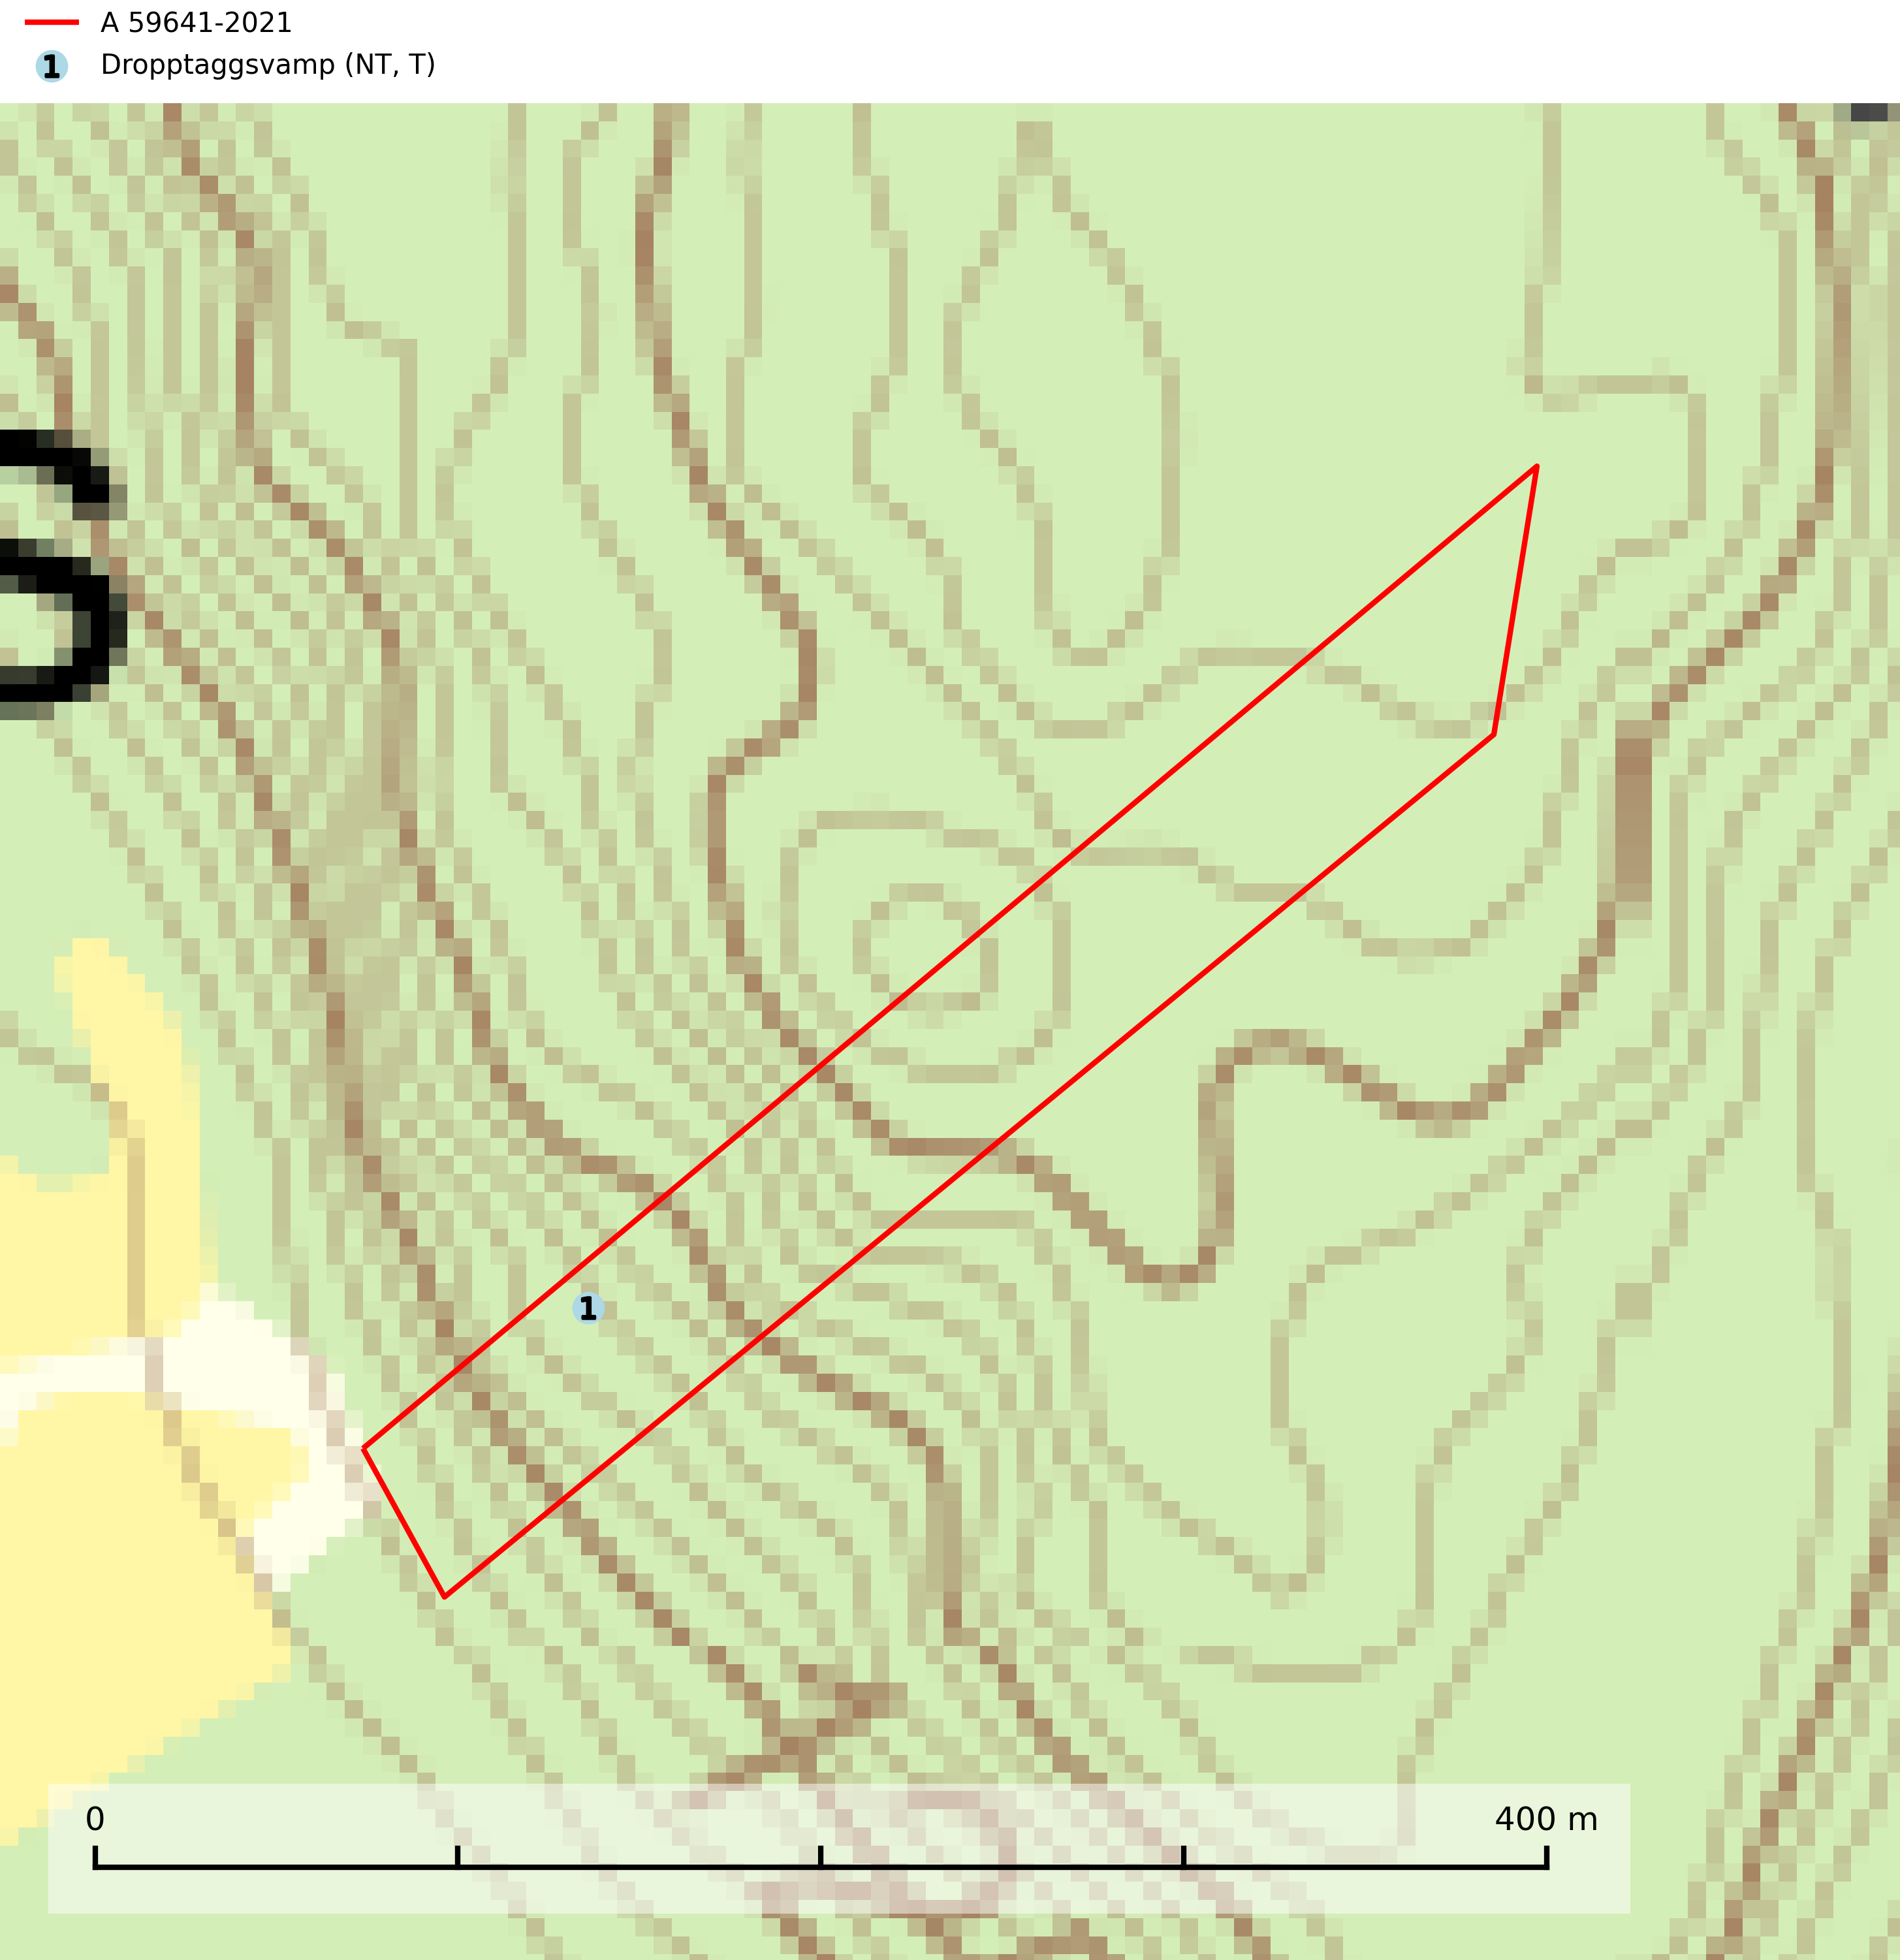 A 59641-2021
1 Dropptaggsvamp (NT, T)
1
0 400 m